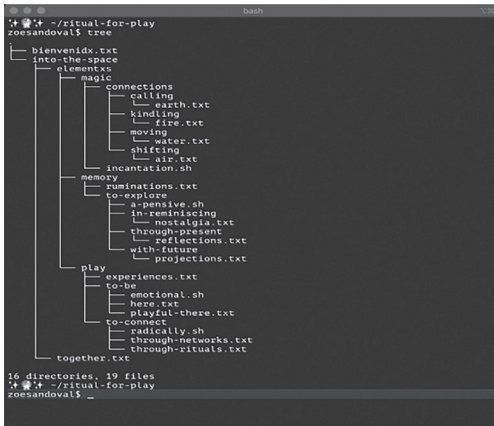 bash
~/ritual-for-play
zoesandoval$ tree
.
├── bienvenidx.txt
└── into-the-space
    ├── elementxs
    │   ├── magic
    │   │   ├── connections
    │   │   │   ├── calling
    │   │   │   │   └── earth.txt
    │   │   │   ├── kindling
    │   │   │   │   └── fire.txt
    │   │   │   ├── moving
    │   │   │   │   └── water.txt
    │   │   │   └── shifting
    │   │   │       └── air.txt
    │   │   └── incantation.sh
    │   ├── memory
    │   │   ├── ruminations.txt
    │   │   └── to-explore
    │   │       ├── a-pensive.sh
    │   │       ├── in-reminiscing
    │   │       │   └── nostalgia.txt
    │   │       ├── through-present
    │   │       │   └── reflections.txt
    │   │       └── with-future
    │   │           └── projections.txt
    │   └── play
    │       ├── experiences.txt
    │       ├── to-be
    │       │   ├── emotional.sh
    │       │   ├── here.txt
    │       │   └── playful-there.txt
    │       └── to-connect
    │           ├── radically.sh
    │           ├── through-networks.txt
    │           └── through-rituals.txt
    └── together.txt

16 directories, 19 files
~/ritual-for-play
zoesandoval$ _